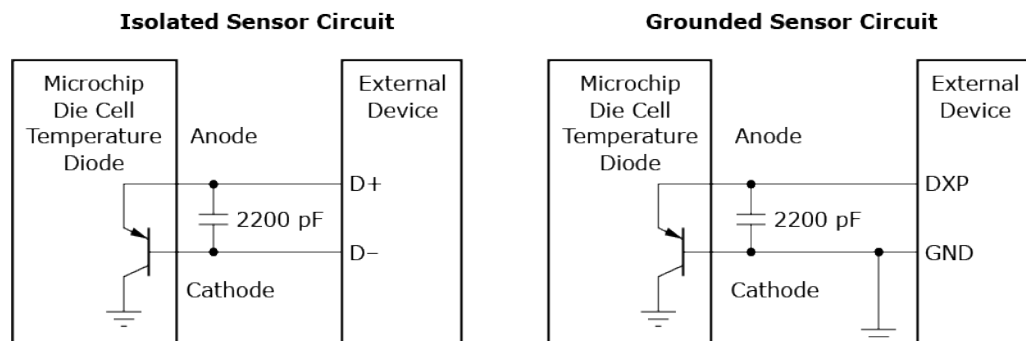 Isolated Sensor Circuit
Microchip
Die Cell
Temperature
Diode
Anode
External
Device
D+
2200 pF
D−
Cathode
Grounded Sensor Circuit
Microchip
Die Cell
Temperature
Diode
Anode
External
Device
DXP
2200 pF
GND
Cathode